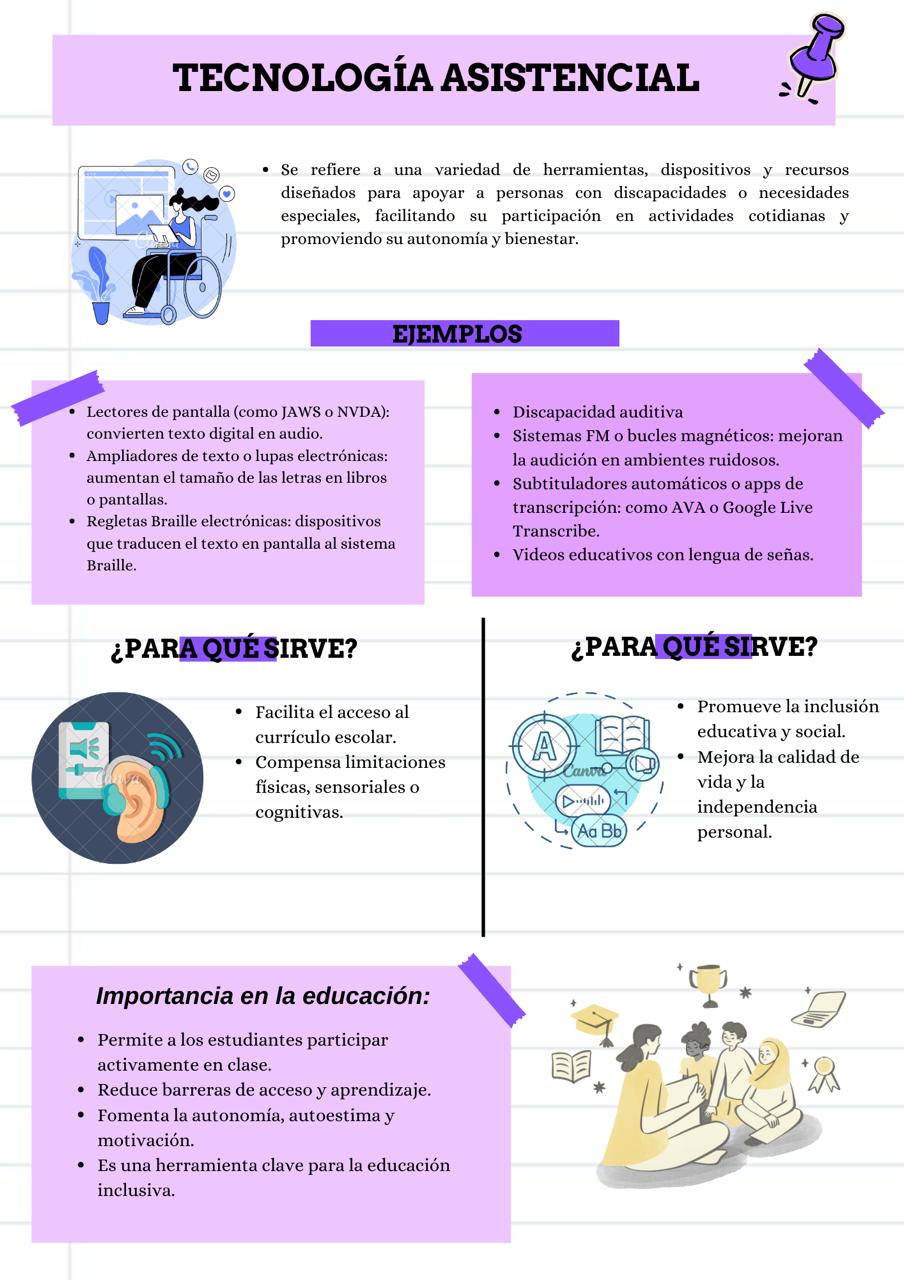 TECNOLOGÍA ASISTENCIAL
• Se refiere a una variedad de herramientas, dispositivos y recursos
diseñados para apoyar a personas con discapacidades o necesidades
especiales, facilitando su participación en actividades cotidianas y
promoviendo su autonomía y bienestar.
EJEMPLOS
• Lectores de pantalla (como JAWS o NVDA):
convierten texto digital en audio.
• Ampliadores de texto o lupas electrónicas:
aumentan el tamaño de las letras en libros
o pantallas.
• Regletas Braille electrónicas: dispositivos
que traducen el texto en pantalla al sistema
Braille.
• Discapacidad auditiva
• Sistemas FM o bucles magnéticos: mejoran
la audición en ambientes ruidosos.
• Subtituladores automáticos o apps de
transcripción: como AVA o Google Live
Transcribe.
• Videos educativos con lengua de señas.
¿PARA QUÉ SIRVE?
• Facilita el acceso al
currículo escolar.
• Compensa limitaciones
físicas, sensoriales o
cognitivas.
¿PARA QUÉ SIRVE?
A
Canva
Aa Bb
• Promueve la inclusión
educativa y social.
• Mejora la calidad de
vida y la
independencia
personal.
Importancia en la educación:
• Permite a los estudiantes participar
activamente en clase.
• Reduce barreras de acceso y aprendizaje.
• Fomenta la autonomía, autoestima y
motivación.
• Es una herramienta clave para la educación
inclusiva.